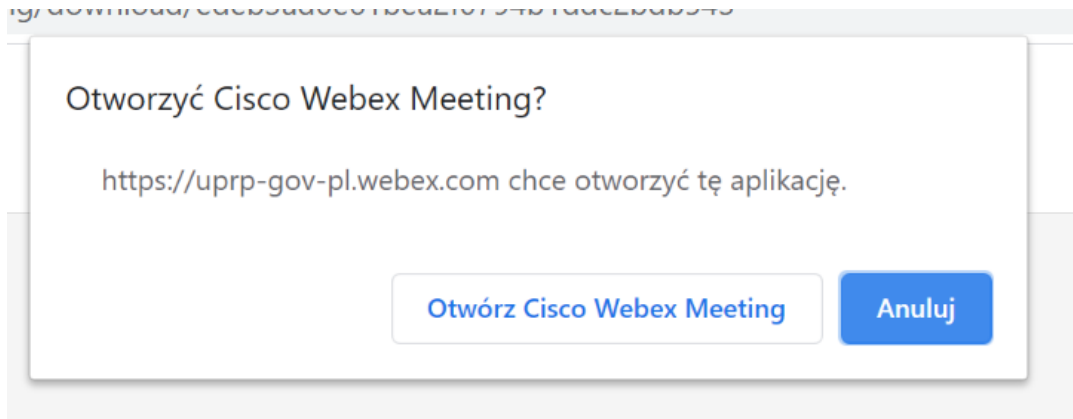 Otworzyć Cisco Webex Meeting?
https://uprp-gov-pl.webex.com chce otworzyć tę aplikację.
Otwórz Cisco Webex Meeting
Anuluj